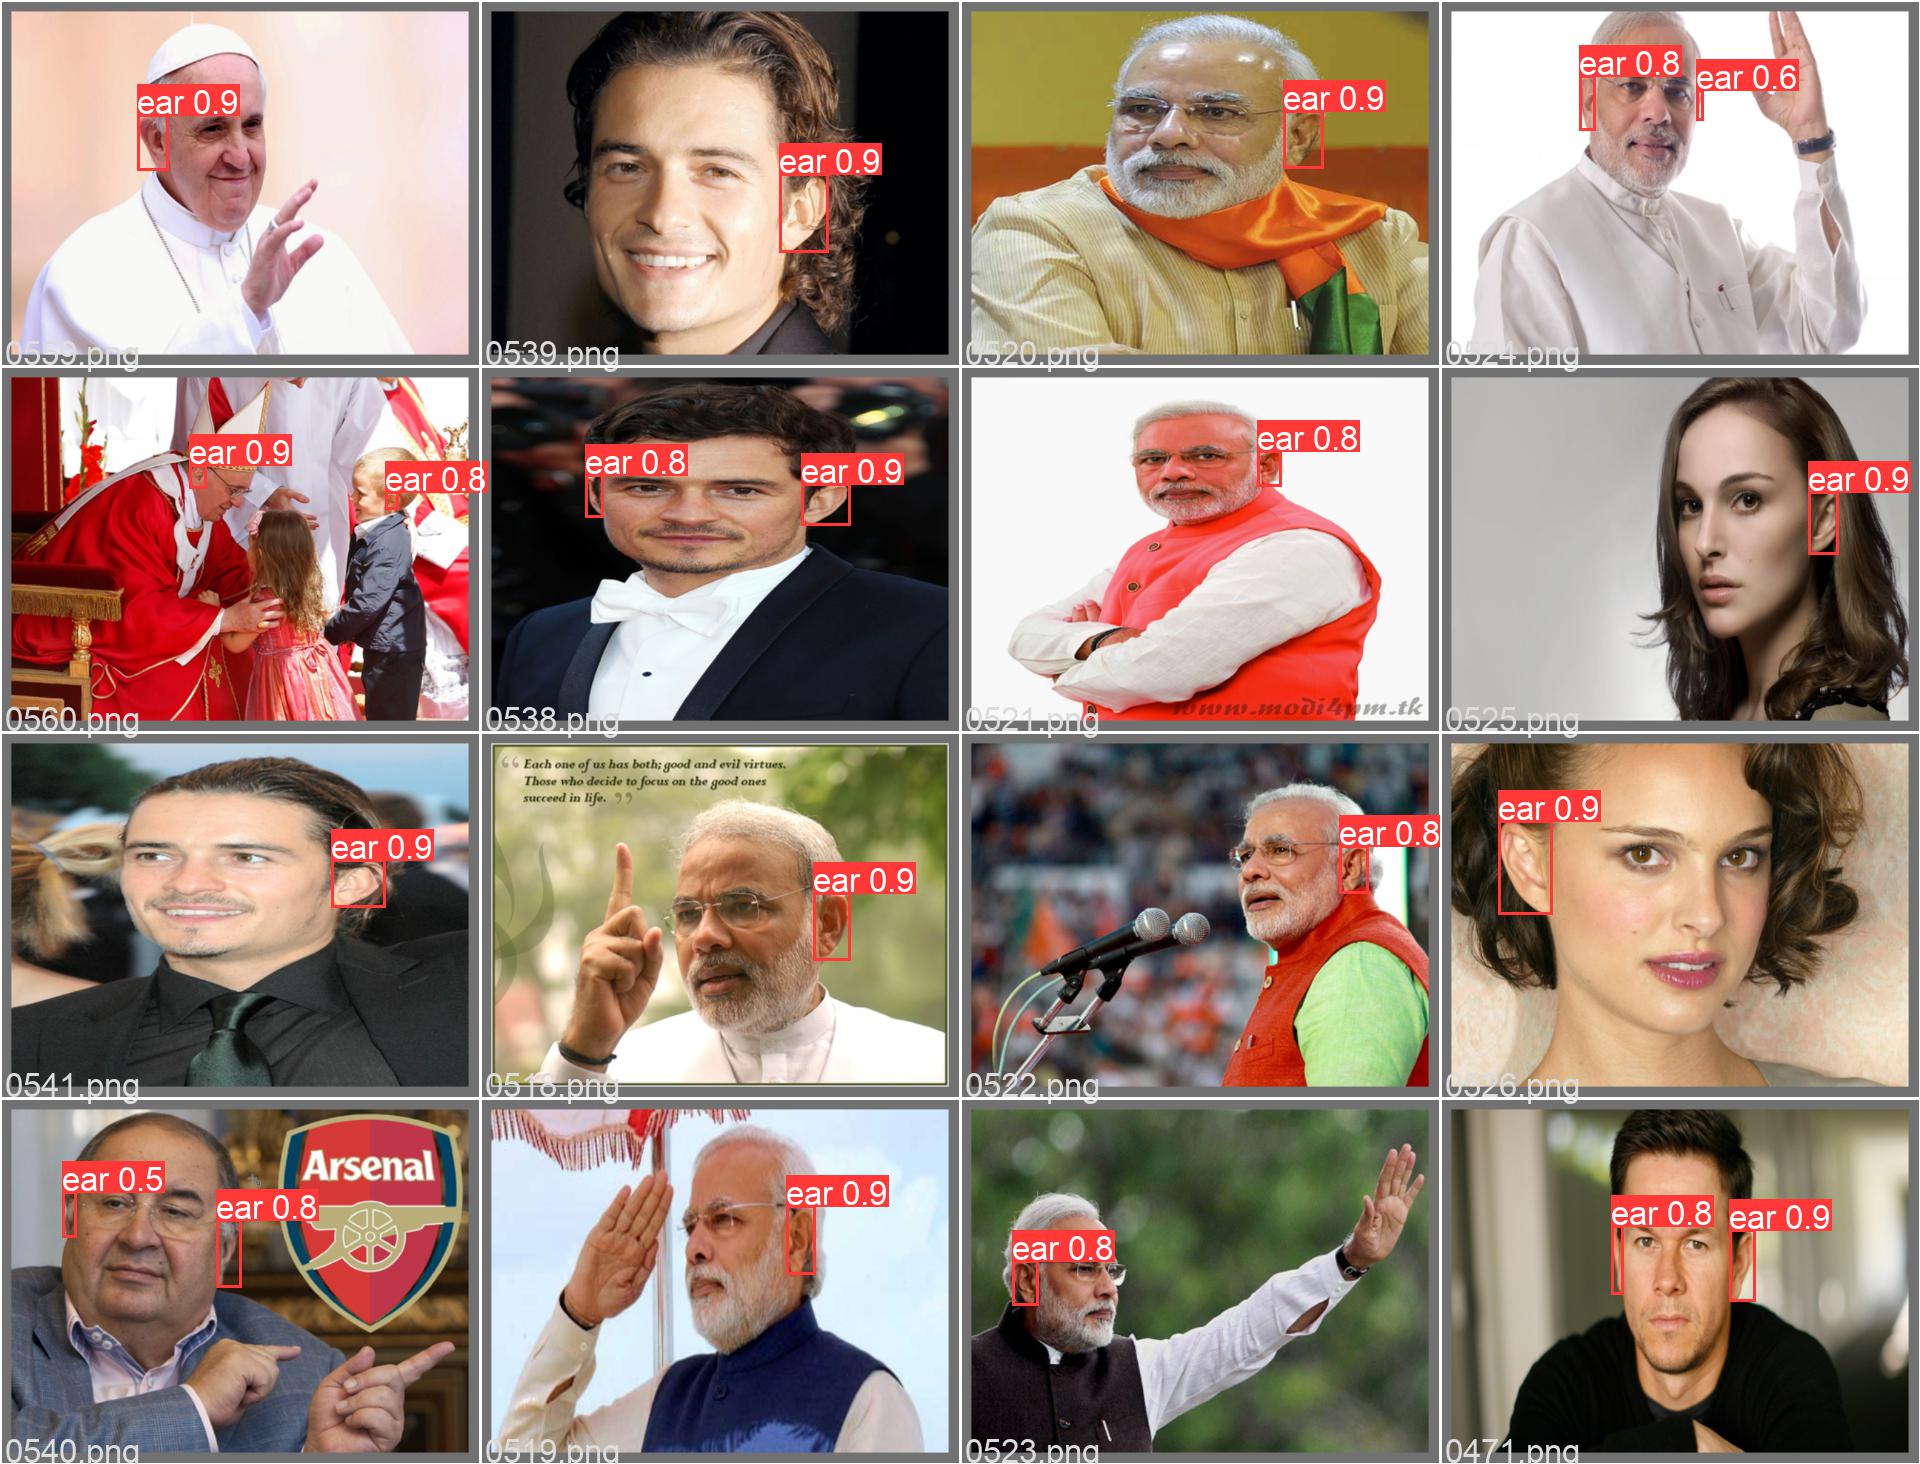 ear 0.9
0559.png
ear 0.9
0539.png
ear 0.9
0520.png
ear 0.8
ear 0.6
0524.png
ear 0.9
ear 0.8
0560.png
ear 0.8
ear 0.9
0538.png
ear 0.8
www.modi4pm.tk
0521.png
ear 0.9
0525.png
ear 0.9
0541.png
“ Each one of us has both; good and evil virtues.
Those who decide to focus on the good ones
succeed in life. ”
ear 0.9
0518.png
ear 0.8
0522.png
ear 0.9
0526.png
ear 0.5
ear 0.8
Arsenal
0540.png
ear 0.9
0519.png
ear 0.8
0523.png
ear 0.8
ear 0.9
0471.png